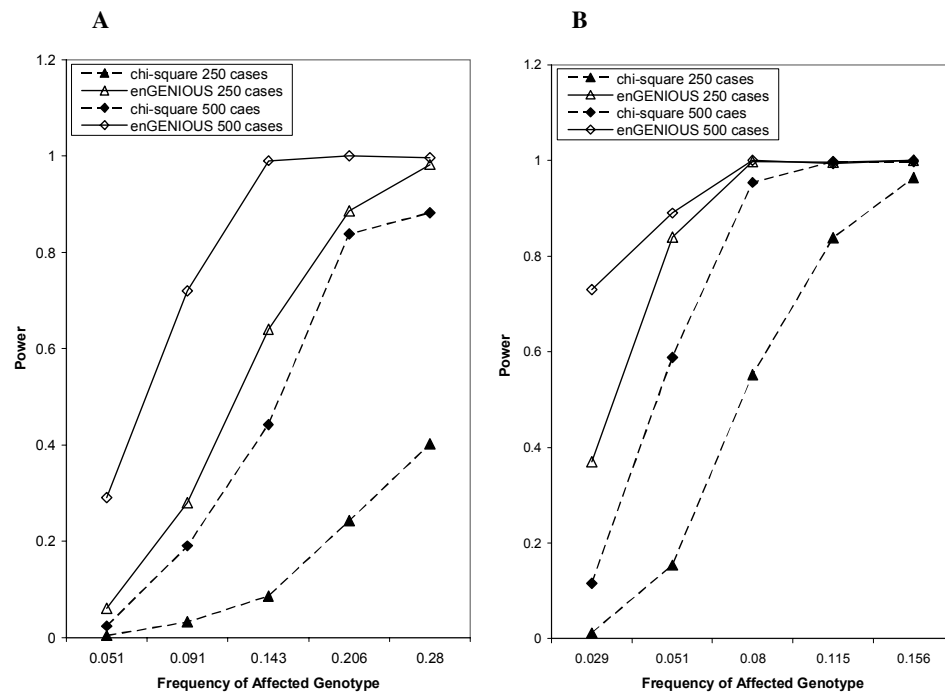 A
chi-square 250 cases
enGENIOUS 250 cases
chi-square 500 caes
enGENIOUS 500 cases
1.2
1
0.8
0.6
0.4
0.2
0
Power
0.051 0.091 0.143 0.206 0.28
Frequency of Affected Genotype
B
chi-square 250 cases
enGENIOUS 250 cases
chi-square 500 caes
enGENIOUS 500 cases
1.2
1
0.8
0.6
0.4
0.2
0
Power
0.029 0.051 0.08 0.115 0.156
Frequency of Affected Genotype